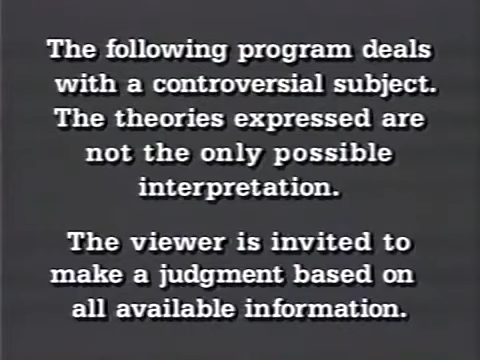 The following program deals
with a controversial subject.
The theories expressed are
not the only possible
interpretation.
The viewer is invited to
make a judgment based on
all available information.